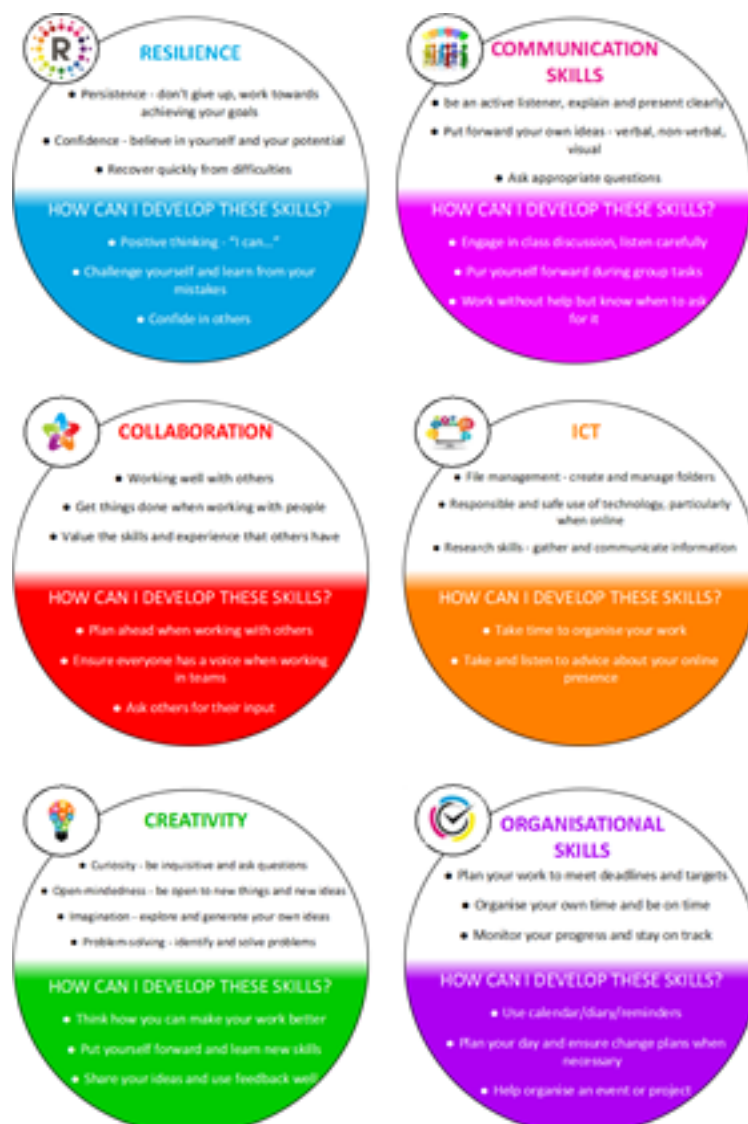 R
RESILIENCE
• Persistence - don't give up, work towards
achieving your goals
• Confidence - believe in yourself and your potential
• Recover quickly from difficulties
HOW CAN I DEVELOP THESE SKILLS?
• Positive thinking - "I can..."
• Challenge yourself and learn from your
mistakes
• Confide in others
COMMUNICATION
SKILLS
• be an active listener, explain and present clearly
• Put forward your own ideas - verbal, non-verbal,
visual
• Ask appropriate questions
HOW CAN I DEVELOP THESE SKILLS?
• Engage in class discussion, listen carefully
• Pur yourself forward during group tasks
• Work without help but know when to ask
for it
COLLABORATION
• Working well with others
• Get things done when working with people
• Value the skills and experience that others have
HOW CAN I DEVELOP THESE SKILLS?
• Plan ahead when working with others
• Ensure everyone has a voice when working
in teams
• Ask others for their input
ICT
• File management - create and manage folders
• Responsible and safe use of technology, particularly
when online
• Research skills - gather and communicate information
HOW CAN I DEVELOP THESE SKILLS?
• Take time to organise your work
• Take and listen to advice about your online
presence
CREATIVITY
• Curiosity - be inquisitive and ask questions
• Open-mindedness - be open to new things and new ideas
• Imagination - explore and generate your own ideas
• Problem-solving - identify and solve problems
HOW CAN I DEVELOP THESE SKILLS?
• Think how you can make your work better
• Put yourself forward and learn new skills
• Share your ideas and use feedback well
ORGANISATIONAL
SKILLS
• Plan your work to meet deadlines and targets
• Organise your own time and be on time
• Monitor your progress and stay on track
HOW CAN I DEVELOP THESE SKILLS?
• Use calendar/diary/reminders
• Plan your day and ensure change plans when
necessary
• Help organise an event or project